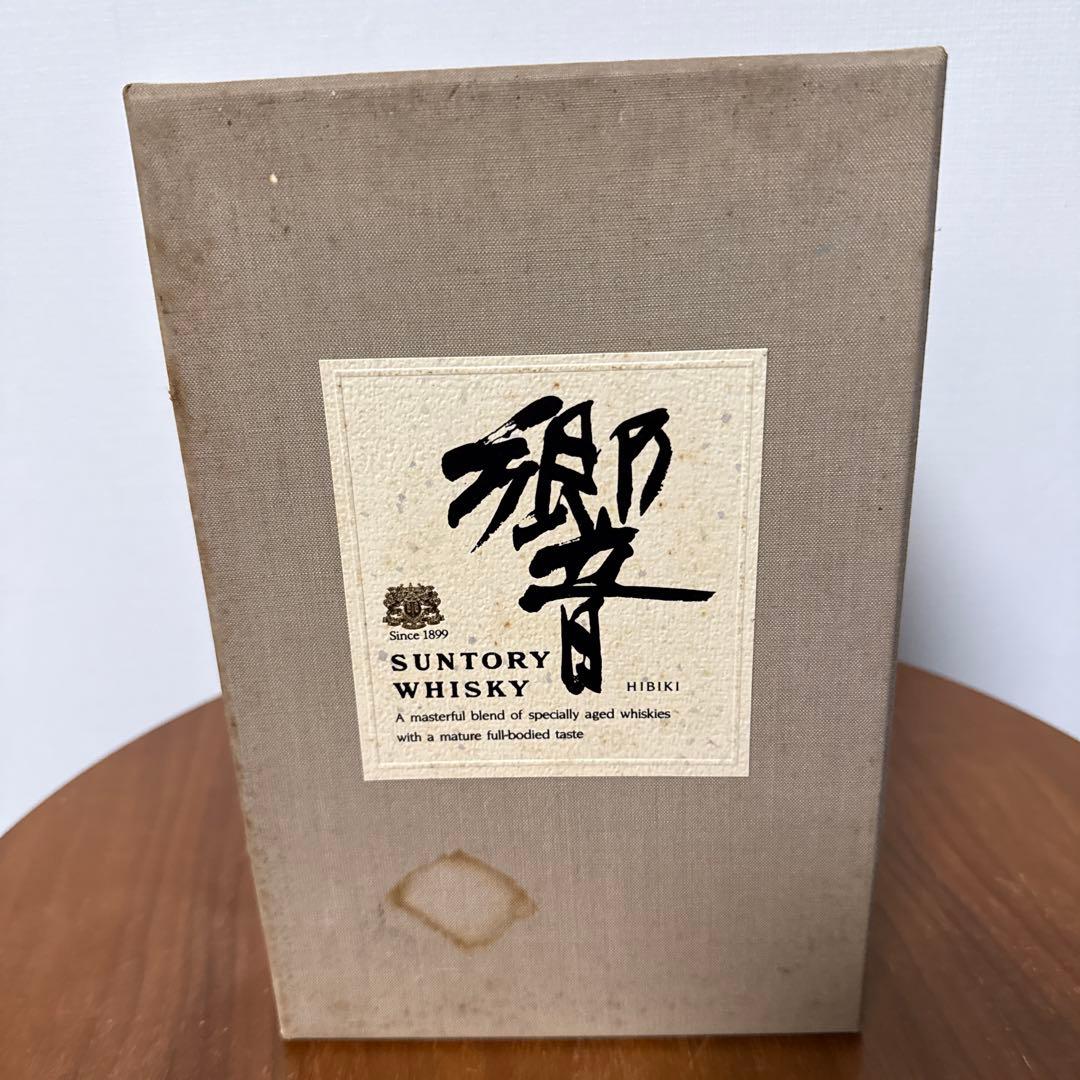 響
Since 1899
SUNTORY
WHISKY
HIBIKI
A masterful blend of specially aged whiskies
with a mature full-bodied taste